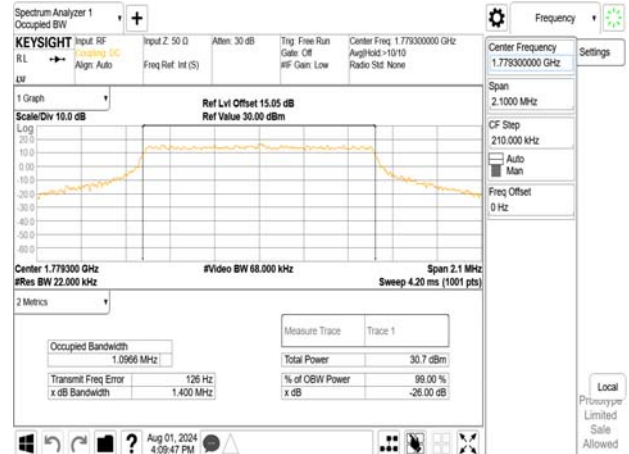 Spectrum Analyzer 1
Occupied BW
+
Frequency
KEYSIGHT
RL
LW
Input: RF
Coupling: DC
Align: Auto
Input Z: 50 Ω
Freq Ref: Int (S)
Atten: 30 dB
Trig: Free Run
Gate: Off
#IF Gain: Low
Center Freq: 1.779300000 GHz
Avg|Hold:>10/10
Radio Std: None
Center Frequency
1.779300000 GHz
Settings
Span
2.1000 MHz
CF Step
210.000 kHz
Auto
Man
Freq Offset
0 Hz
1 Graph
Scale/Div 10.0 dB
Ref Lvl Offset 15.05 dB
Ref Value 30.00 dBm
Log
20.0
10.0
0.00
-10.0
-20.0
-30.0
-40.0
-50.0
-60.0
Center 1.779300 GHz
#Video BW 68.000 kHz
Span 2.1 MHz
#Res BW 22.000 kHz
Sweep 4.20 ms (1001 pts)
2 Metrics
Measure Trace
Trace 1
Occupied Bandwidth
1.0966 MHz
Total Power
30.7 dBm
Transmit Freq Error
126 Hz
% of OBW Power
99.00 %
x dB Bandwidth
1.400 MHz
x dB
-26.00 dB
Local
Prototype
Limited
Sale
Allowed
?
Aug 01, 2024
4:09:47 PM